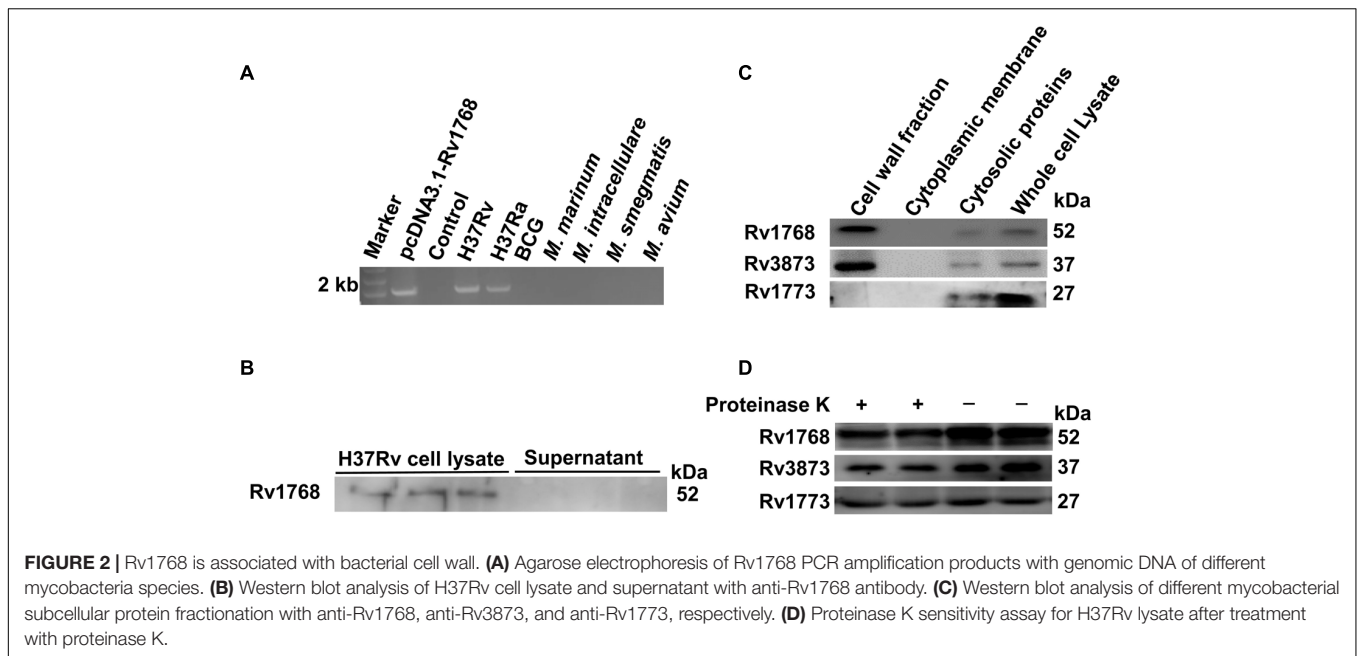 A
Marker
pcDNA3.1-Rv1768
Control
H37Rv
H37Ra
BCG
M. marinum
M. intracellulare
M. smegmatis
M. avium
2 kb
B
H37Rv cell lysate Supernatant
kDa
Rv1768 52
C
Cell wall fraction
Cytoplasmic membrane
Cytosolic proteins
Whole cell Lysate
kDa
Rv1768 52
Rv3873 37
Rv1773 27
D
Proteinase K + + – –
kDa
Rv1768 52
Rv3873 37
Rv1773 27
FIGURE 2 | Rv1768 is associated with bacterial cell wall. (A) Agarose electrophoresis of Rv1768 PCR amplification products with genomic DNA of different
mycobacteria species. (B) Western blot analysis of H37Rv cell lysate and supernatant with anti-Rv1768 antibody. (C) Western blot analysis of different mycobacterial
subcellular protein fractionation with anti-Rv1768, anti-Rv3873, and anti-Rv1773, respectively. (D) Proteinase K sensitivity assay for H37Rv lysate after treatment
with proteinase K.